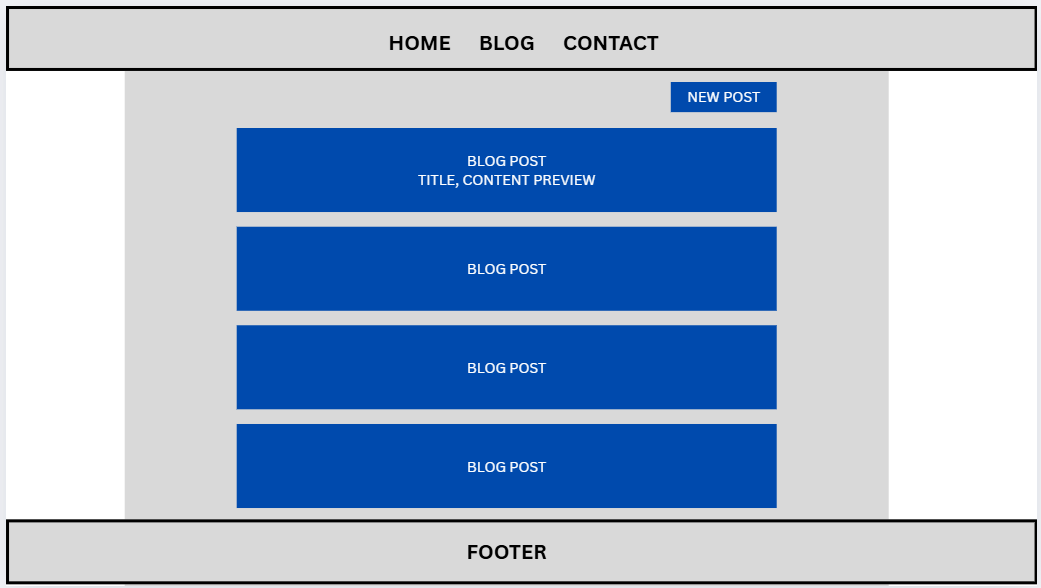 HOME BLOG CONTACT
NEW POST
BLOG POST
TITLE, CONTENT PREVIEW
BLOG POST
BLOG POST
BLOG POST
FOOTER